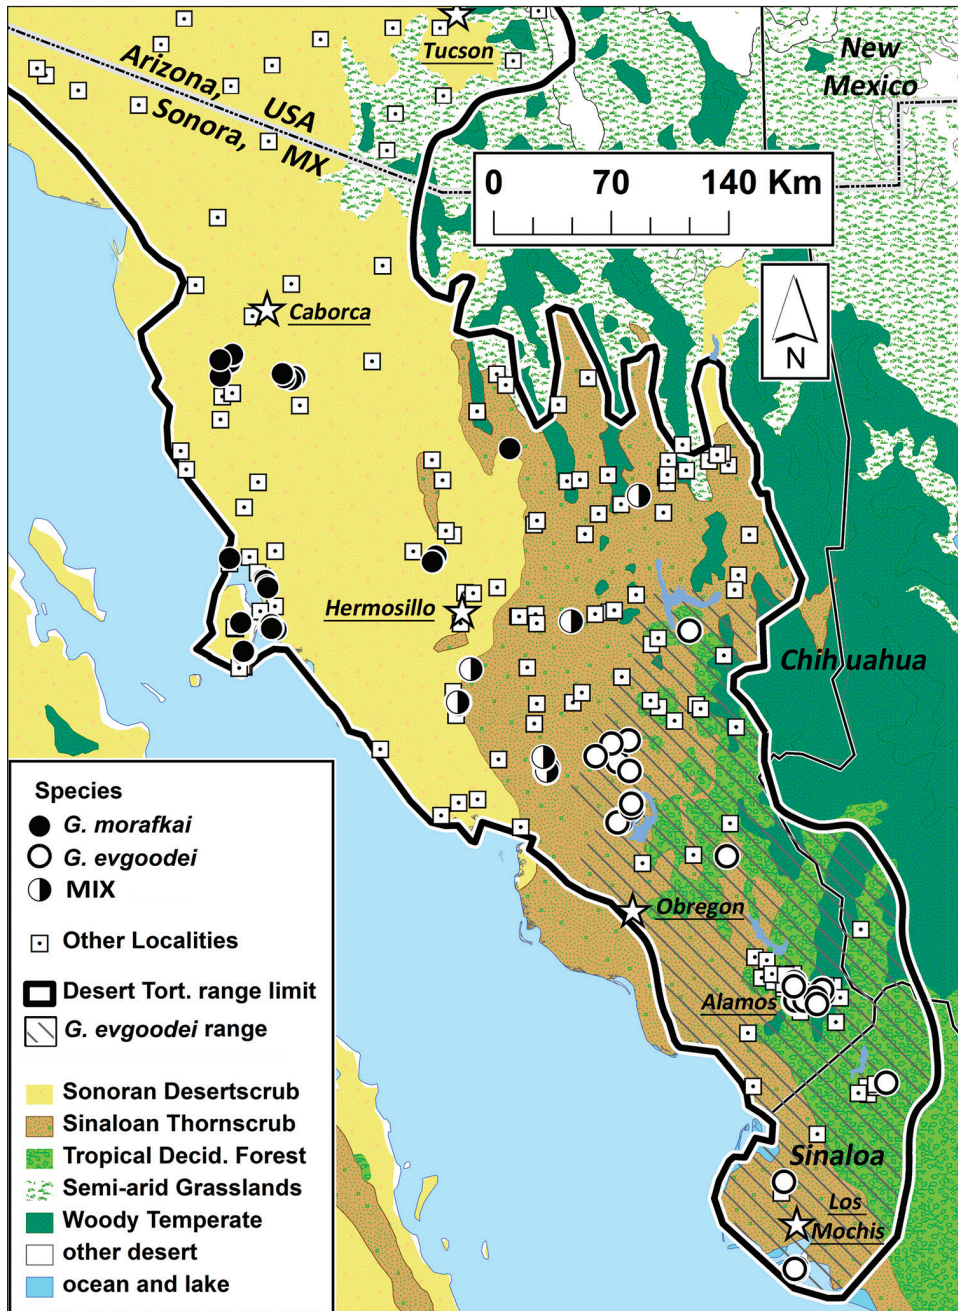 Tucson
New
Mexico
Arizona, USA
Sonora, MX
0 70 140 Km
N
Caborca
Hermosillo
Chihuahua
Obregon
Alamos
Sinaloa
Los
Mochis
Species
G. morafkai
G. evgoodei
MIX
Other Localities
Desert Tort. range limit
G. evgoodei range
Sonoran Desertscrub
Sinaloan Thornscrub
Tropical Decid. Forest
Semi-arid Grasslands
Woody Temperate
other desert
ocean and lake